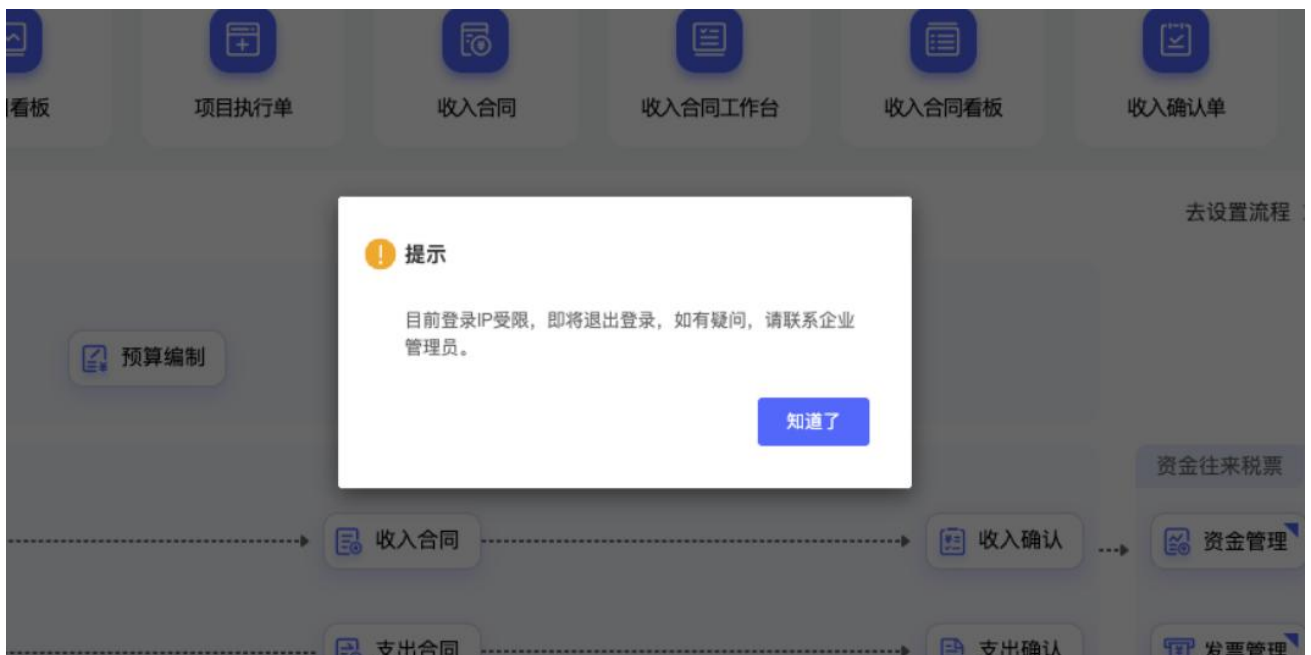 看板
项目执行单
收入合同
收入合同工作台
收入合同看板
收入确认单
去设置流程
提示
目前登录IP受限，即将退出登录，如有疑问，请联系企业
管理员。
预算编制
知道了
资金往来税票
收入合同
收入确认
资金管理
支出合同
支出确认
发票管理